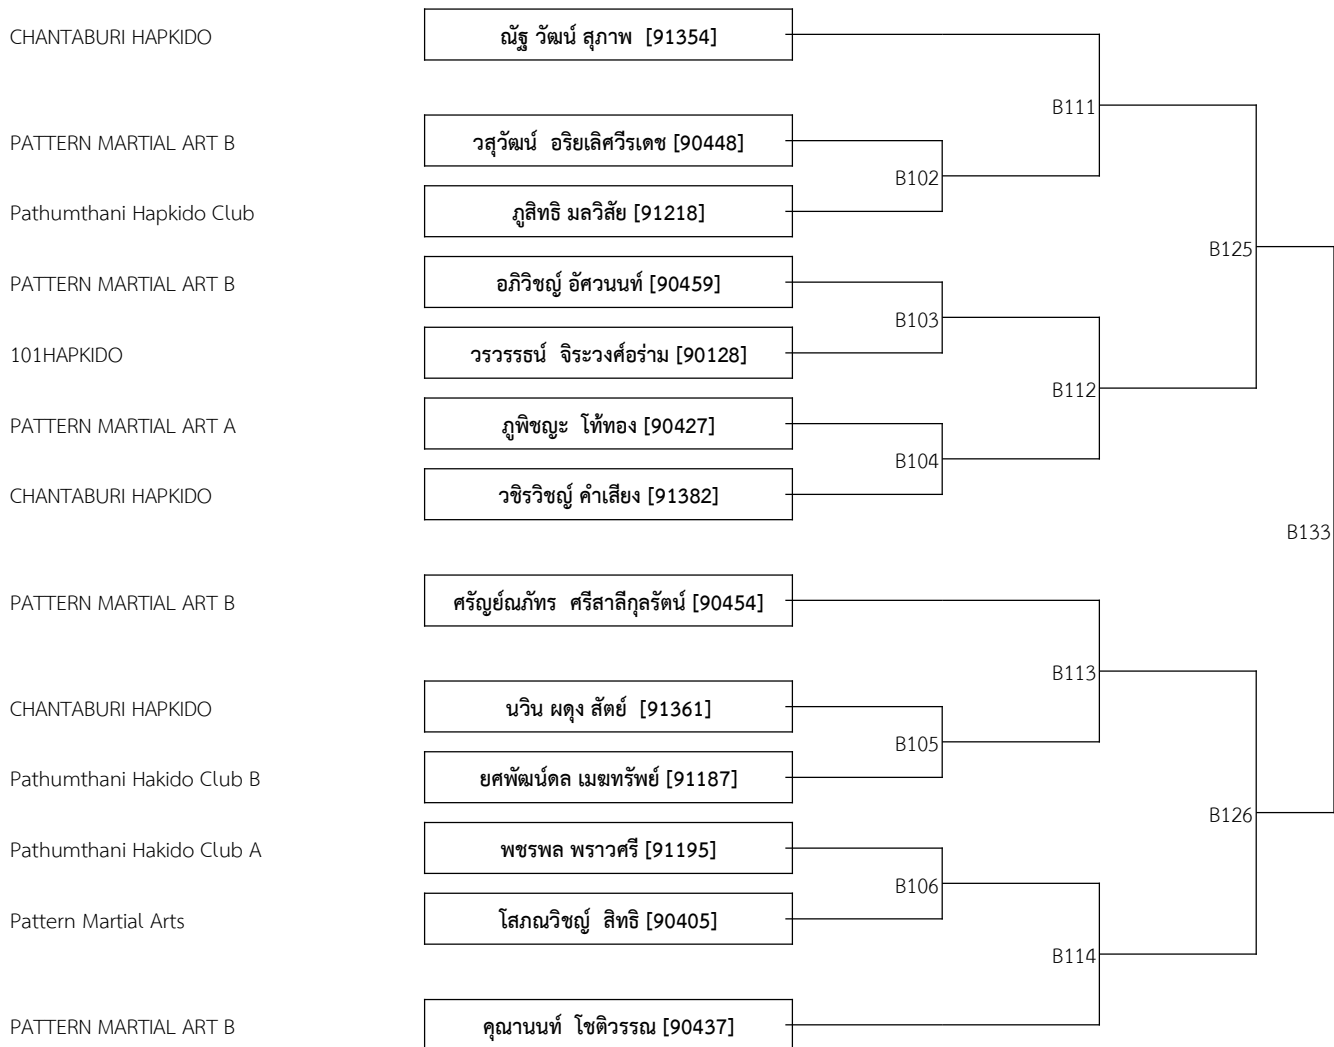 CHANTABURI HAPKIDO ณัฐ วัฒน์ สุภาพ [91354]
B111
PATTERN MARTIAL ART B วสุวัฒน์ อริยเลิศวีรเดช [90448]
B102
Pathumthani Hapkido Club ภูสิทธิ มลวิสัย [91218]
B125
PATTERN MARTIAL ART B อภิวิชญ์ อัศวนนท์ [90459]
B103
101HAPKIDO วรวรรธน์ จิระวงศ์อร่าม [90128]
B112
PATTERN MARTIAL ART A ภูพิชญะ โท้ทอง [90427]
B104
CHANTABURI HAPKIDO วชิรวิชญ์ คำเสียง [91382]
B133
PATTERN MARTIAL ART B ศรัญย์ณภัทร ศรีสาลีกุลรัตน์ [90454]
B113
CHANTABURI HAPKIDO นวิน ผดุง สัตย์ [91361]
B105
Pathumthani Hakido Club B ยศพัฒน์ดล เมฆทรัพย์ [91187]
B126
Pathumthani Hakido Club A พชรพล พราวศรี [91195]
B106
Pattern Martial Arts โสภณวิชญ์ สิทธิ [90405]
B114
PATTERN MARTIAL ART B คุณานนท์ โชติวรรณ [90437]